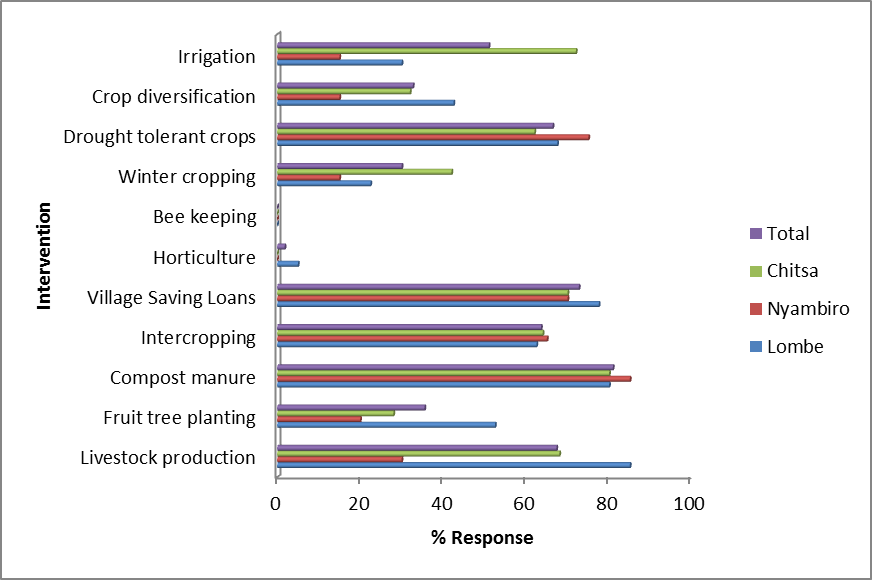 Irrigation
Crop diversification
Drought tolerant crops
Winter cropping
Bee keeping
Horticulture
Village Saving Loans
Intercropping
Compost manure
Fruit tree planting
Livestock production
Intervention
0 20 40 60 80 100
% Response
Total
Chitsa
Nyambiro
Lombe